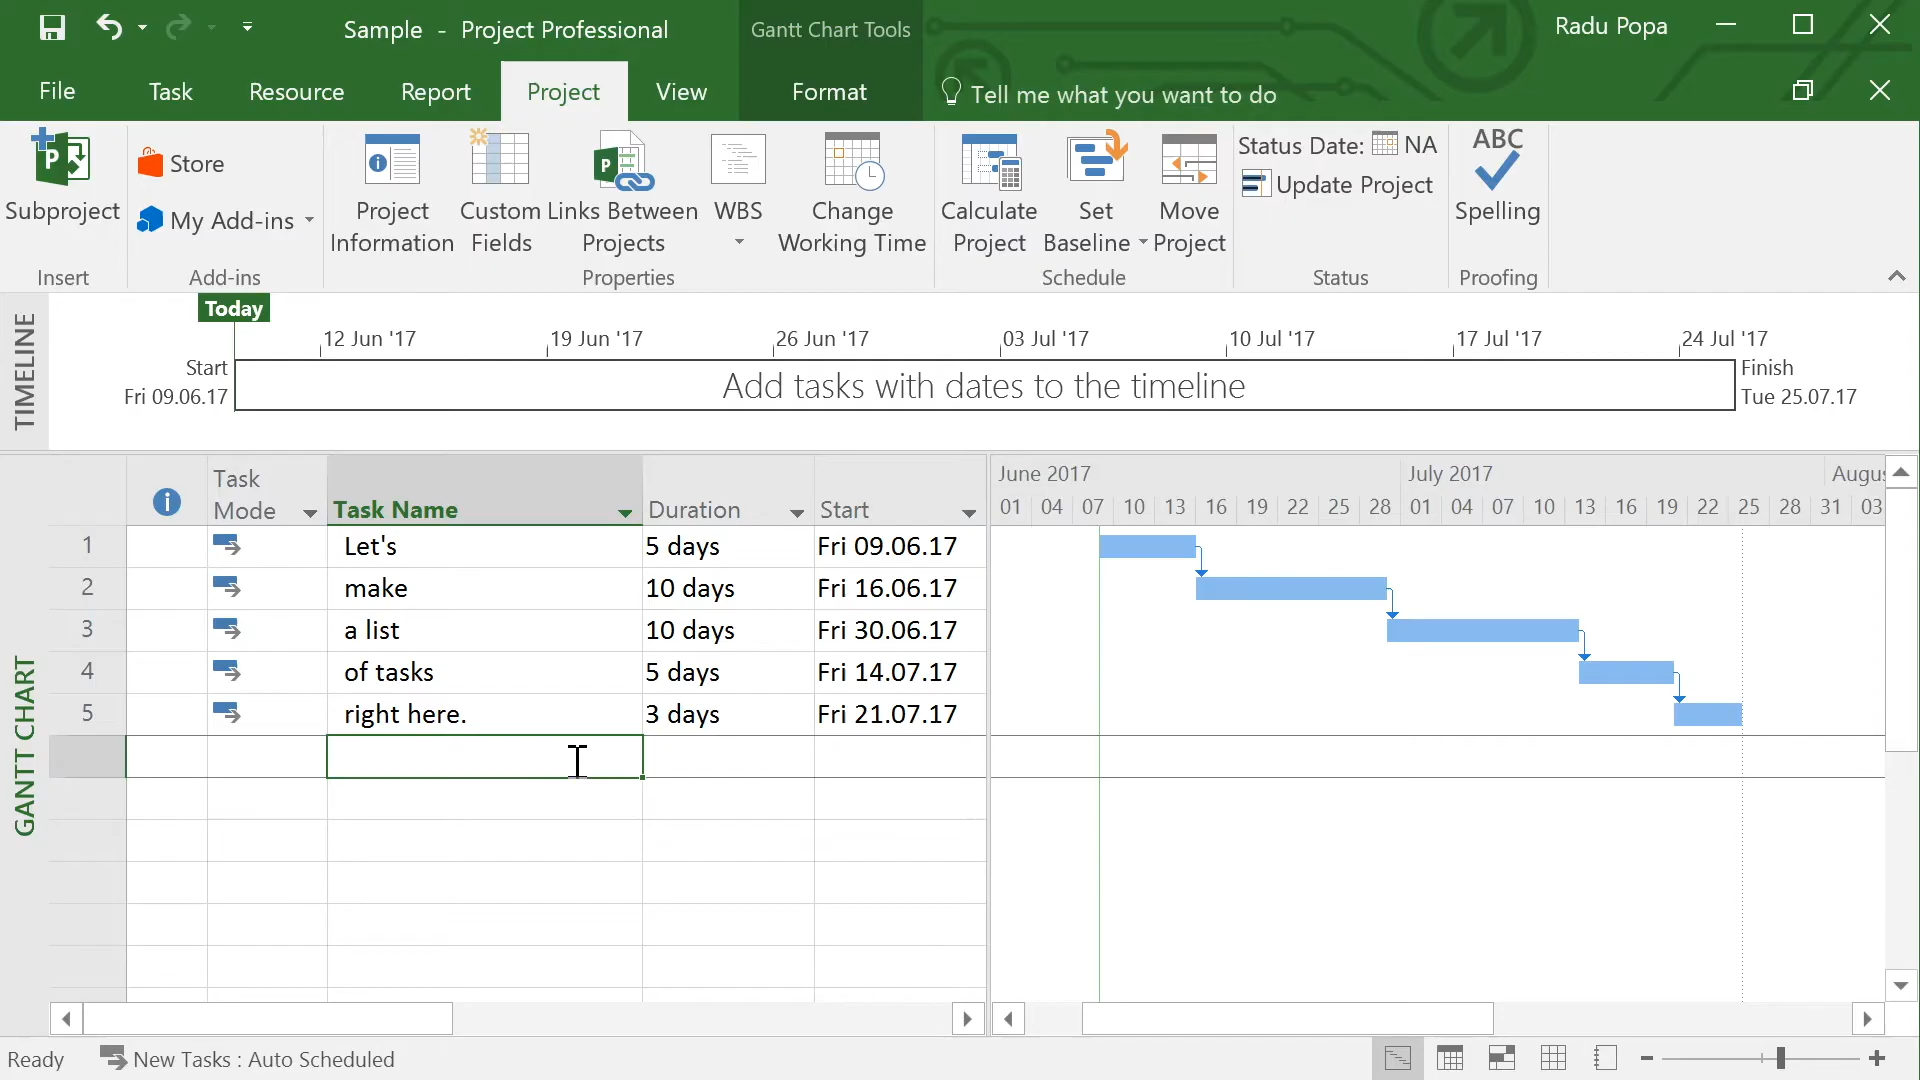 Sample - Project Professional
Gantt Chart Tools
Radu Popa
File Task Resource Report Project View Format Tell me what you want to do
Subproject
Insert
Store
My Add-ins
Add-ins
Project Information
Custom Fields
Links Between Projects
WBS
Change Working Time
Properties
Calculate Project
Set Baseline
Move Project
Schedule
Status Date: NA
Update Project
Status
ABC
Spelling
Proofing
TIMELINE
Today
12 Jun '17 19 Jun '17 26 Jun '17 03 Jul '17 10 Jul '17 17 Jul '17 24 Jul '17
Start
Fri 09.06.17
Add tasks with dates to the timeline
Finish
Tue 25.07.17
GANTT CHART
Task Mode Task Name Duration Start
June 2017 July 2017 Augus
01 04 07 10 13 16 19 22 25 28 01 04 07 10 13 16 19 22 25 28 31 03
1 Let's 5 days Fri 09.06.17
2 make 10 days Fri 16.06.17
3 a list 10 days Fri 30.06.17
4 of tasks 5 days Fri 14.07.17
5 right here. 3 days Fri 21.07.17
Ready New Tasks : Auto Scheduled